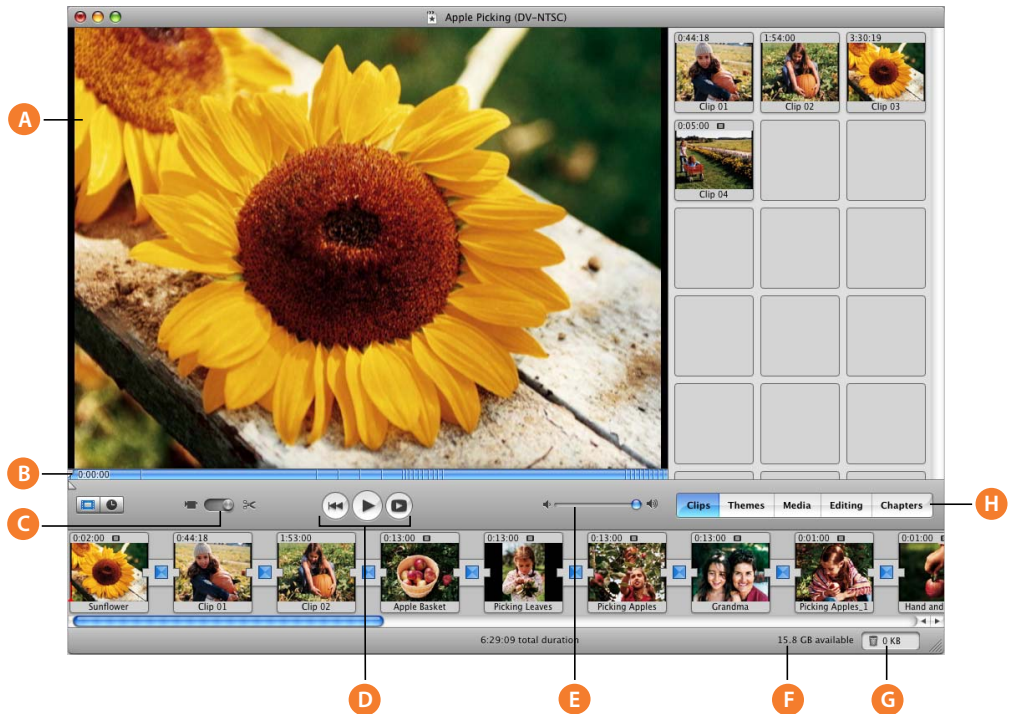 Apple Picking (DV-NTSC)
0:44:18
1:54:00
3:30:19
Clip 01
Clip 02
Clip 03
0:05:00
Clip 04
A
B
0:00:00
C
Clips
Themes
Media
Editing
Chapters
H
0:02:00
0:44:18
1:53:00
0:13:00
0:13:00
0:13:00
0:13:00
0:01:00
0:01:00
Sunflower
Clip 01
Clip 02
Apple Basket
Picking Leaves
Picking Apples
Grandma
Picking Apples_1
Hand and
6:29:09 total duration
15.8 GB available
0 KB
D
E
F
G